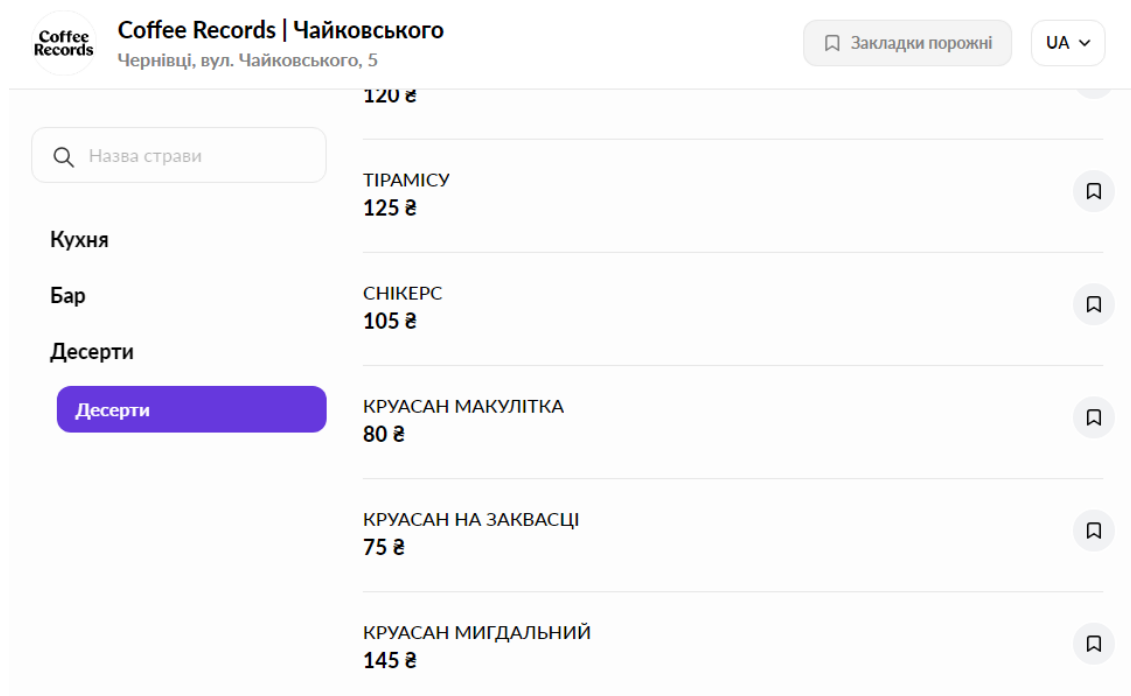 Coffee Records
Coffee Records | Чайковського
Чернівці, вул. Чайковського, 5
Закладки порожні
UA
120 ₴
Назва страви
Кухня
Бар
Десерти
Десерти
ТІРАМІСУ
125 ₴
СНІКЕРС
105 ₴
КРУАСАН МАКУЛІТКА
80 ₴
КРУАСАН НА ЗАКВАСЦІ
75 ₴
КРУАСАН МИГДАЛЬНИЙ
145 ₴